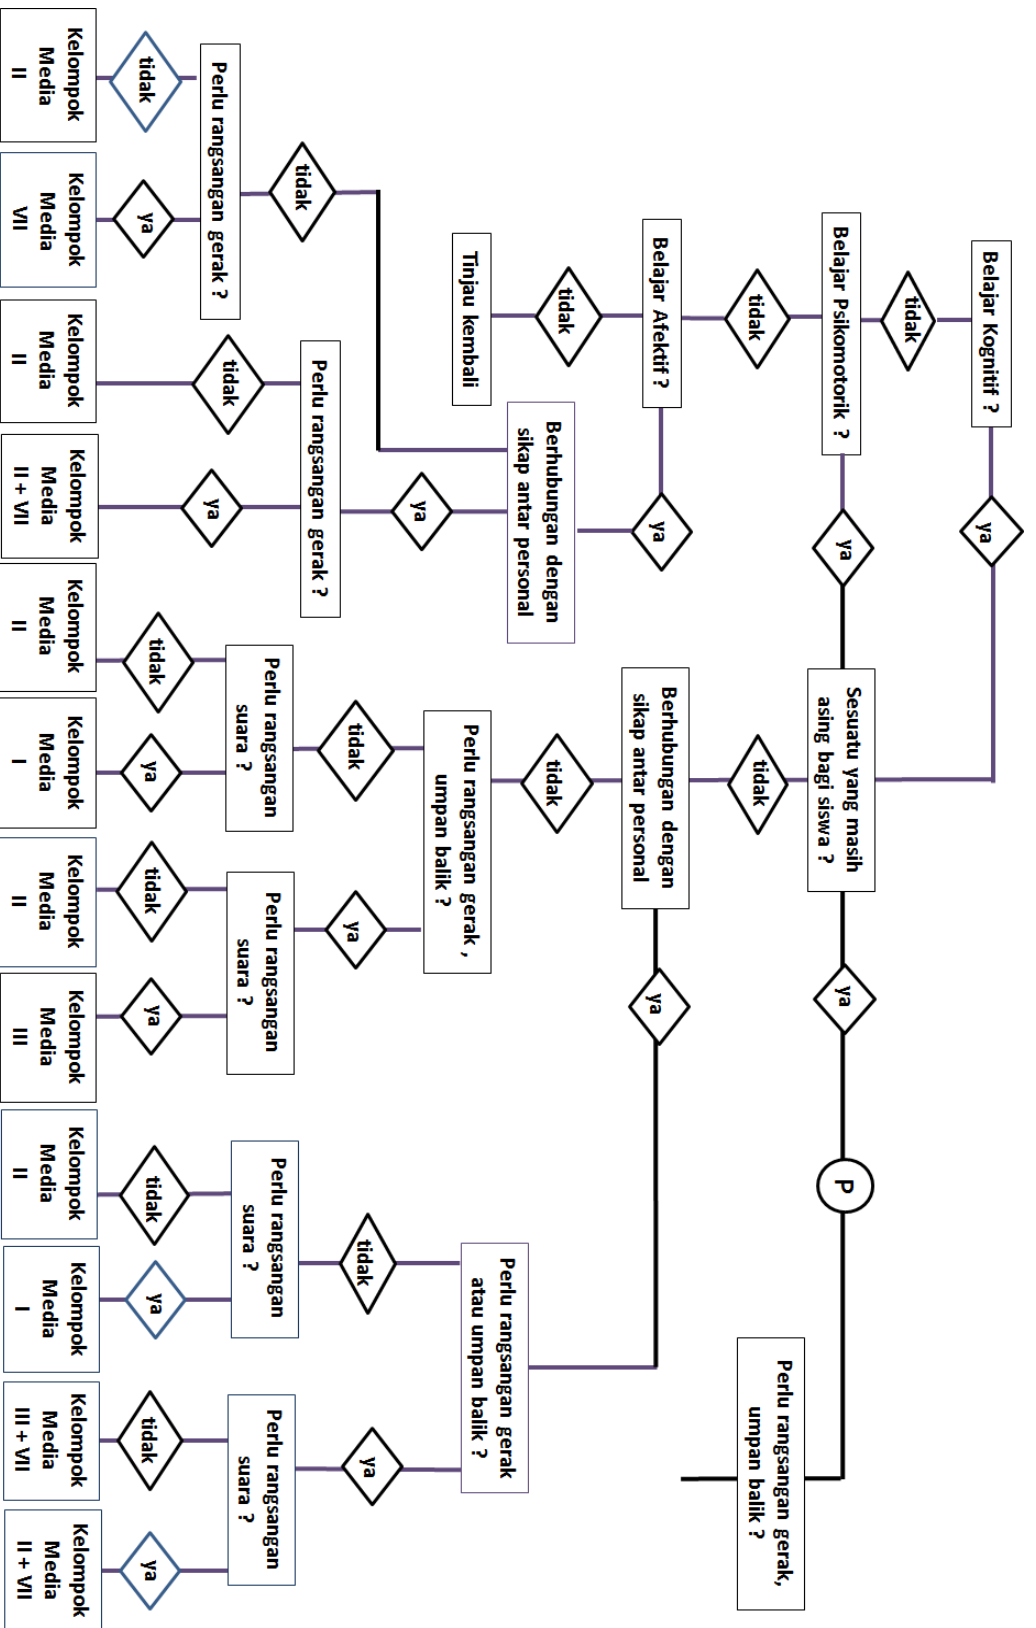 Belajar Kognitif ?
ya
tidak
Belajar Psikomotorik ?
ya
Sesuatu yang masih
asing bagi siswa ?
ya
P
tidak
tidak
Perlu rangsangan gerak,
umpan balik ?
Belajar Afektif ?
ya
Berhubungan dengan
sikap antar personal
ya
tidak
tidak
Tinjau kembali
Berhubungan dengan
sikap antar personal
Perlu rangsangan gerak ,
umpan balik ?
Perlu rangsangan gerak
atau umpan balik ?
tidak
ya
tidak
ya
tidak
ya
Perlu rangsangan gerak ?
Perlu rangsangan gerak ?
Perlu rangsangan
suara ?
Perlu rangsangan
suara ?
Perlu rangsangan
suara ?
Perlu rangsangan
suara ?
tidak
ya
tidak
ya
tidak
ya
tidak
ya
tidak
ya
tidak
ya
Kelompok
Media
II
Kelompok
Media
VII
Kelompok
Media
II
Kelompok
Media
II + VII
Kelompok
Media
II
Kelompok
Media
I
Kelompok
Media
II
Kelompok
Media
III
Kelompok
Media
II
Kelompok
Media
I
Kelompok
Media
III + VII
Kelompok
Media
II + VII